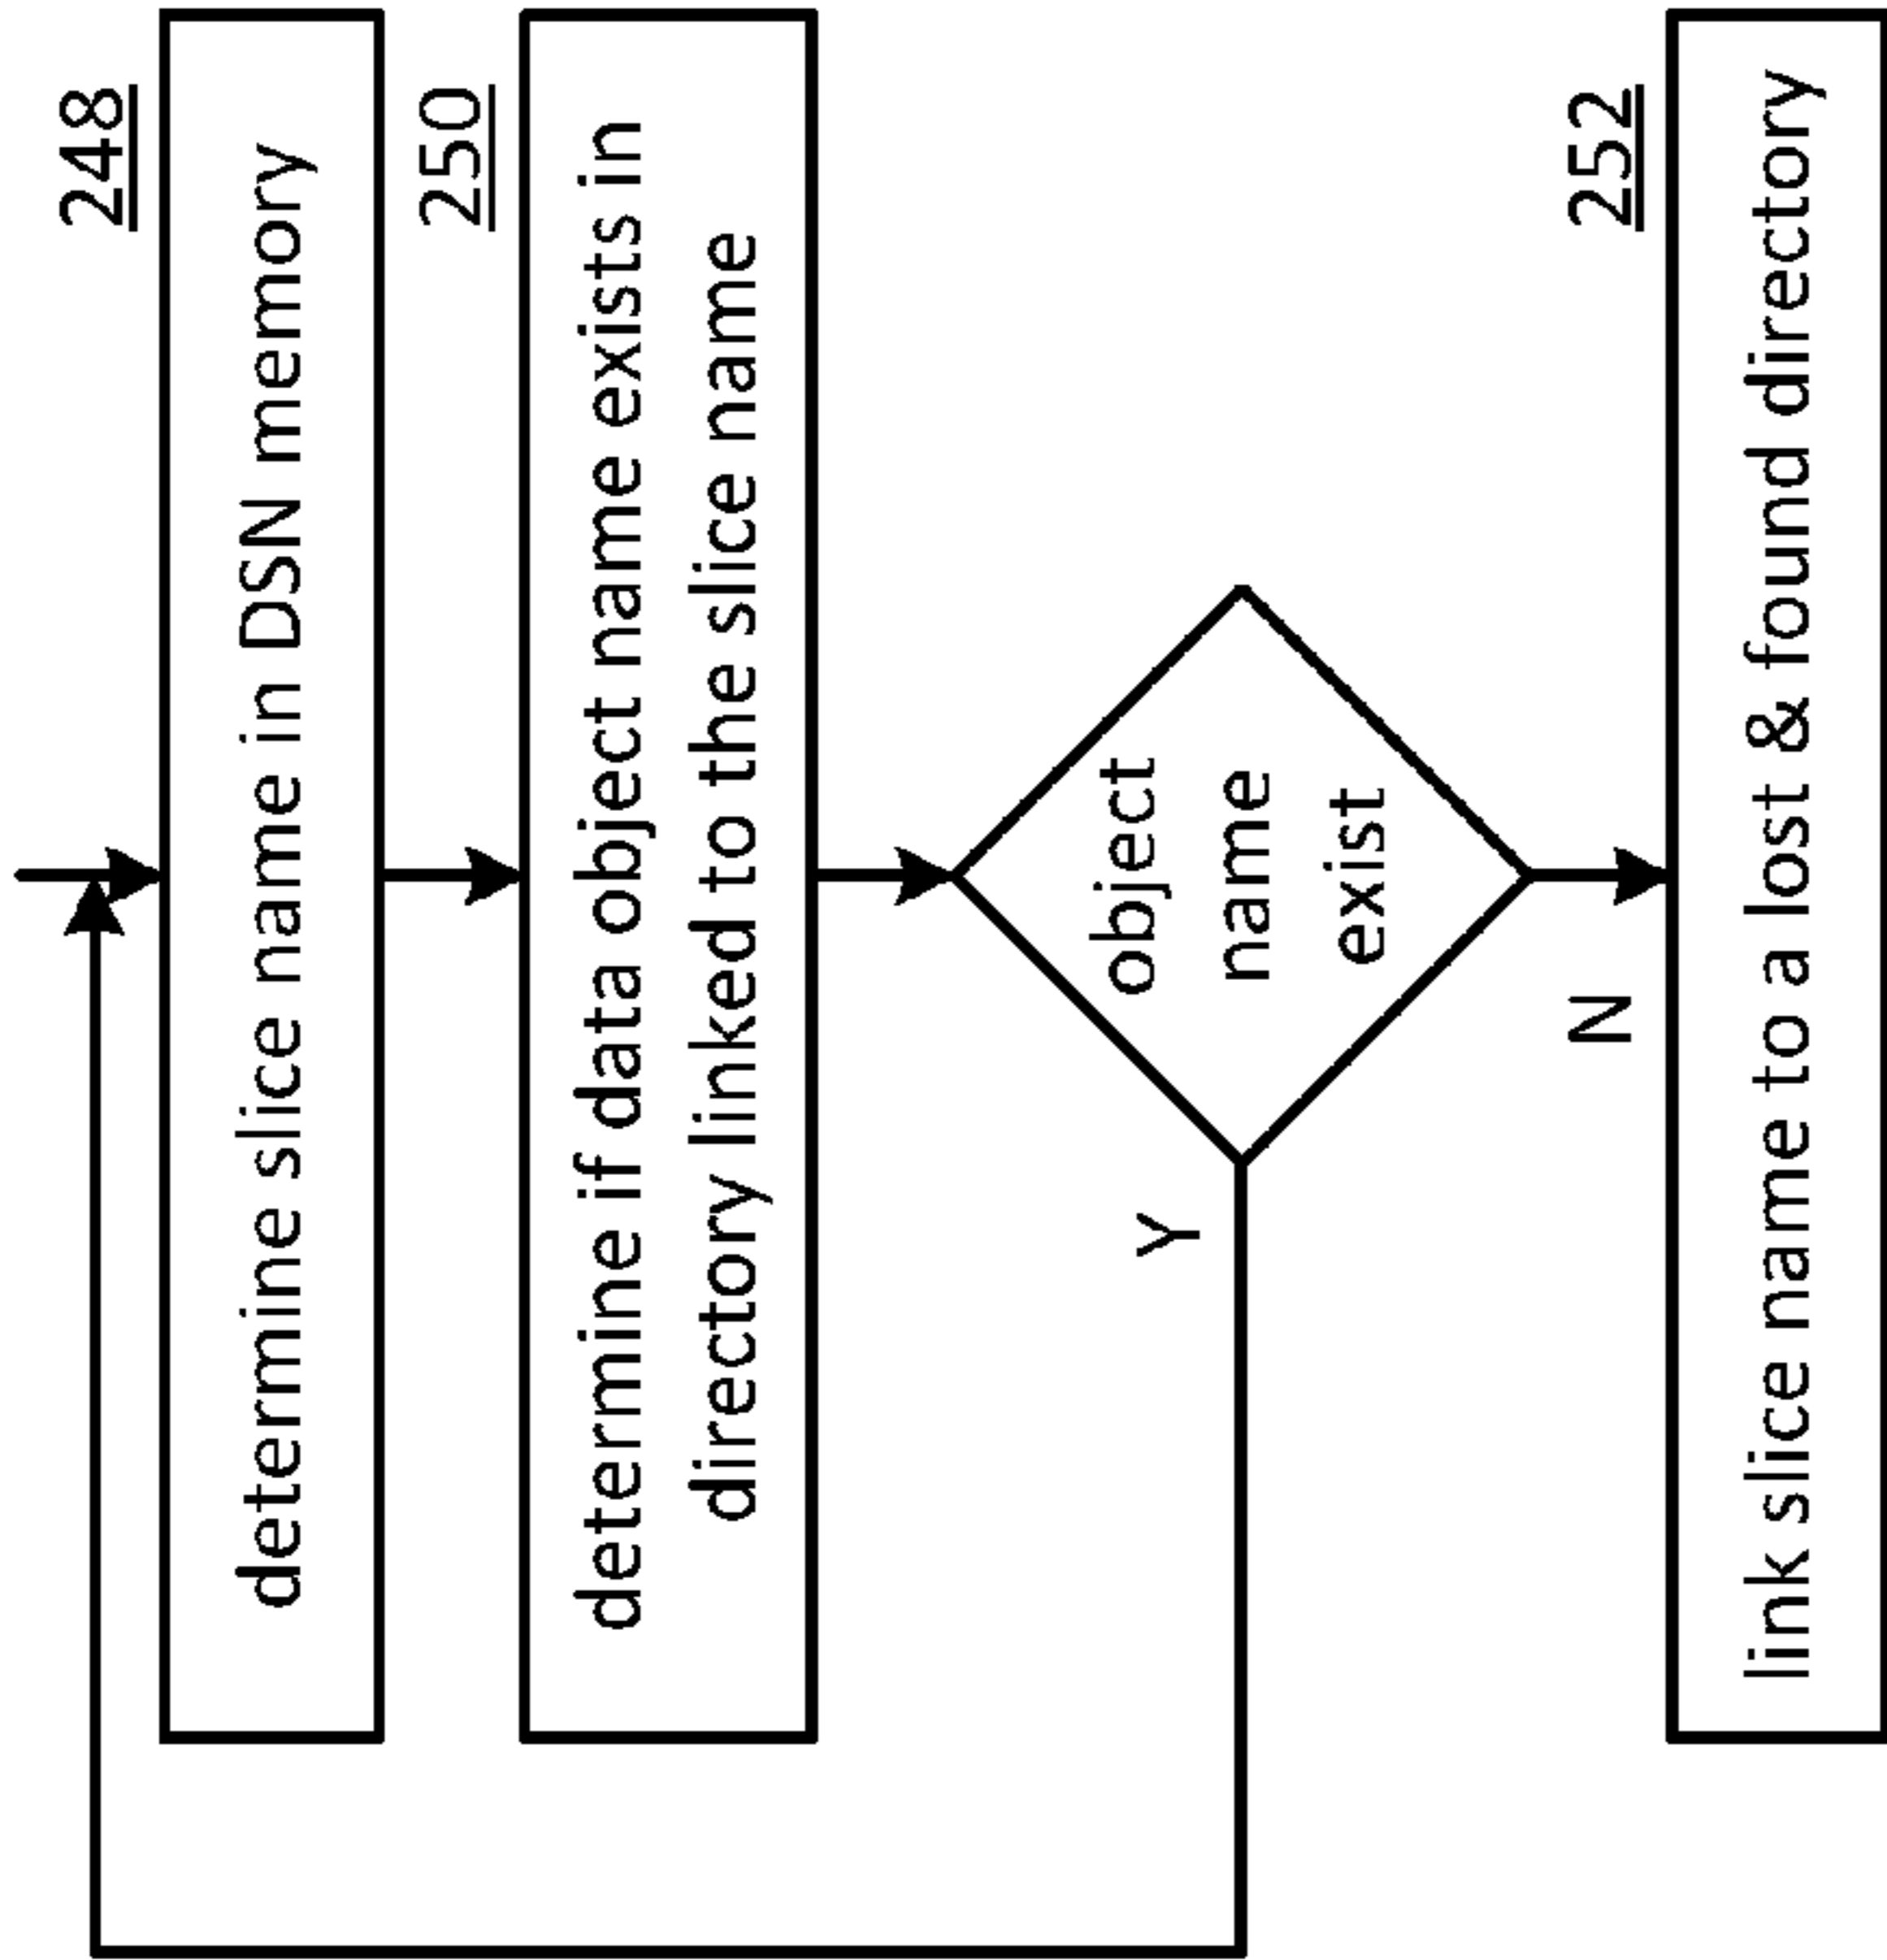 248
determine slice name in DSN memory
250
determine if data object name exists in
directory linked to the slice name
object
name
exist
Y
N
252
link slice name to a lost & found directory